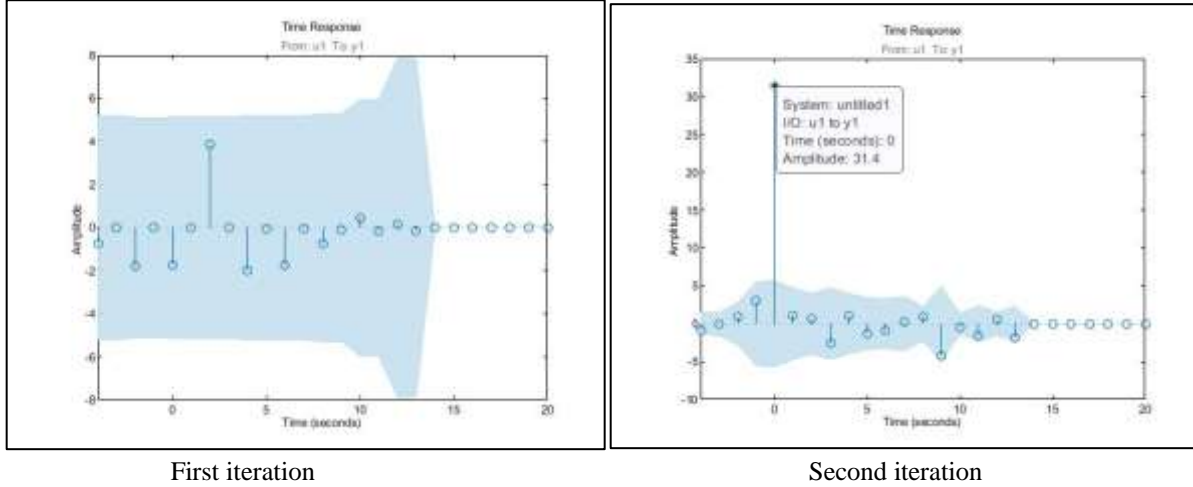 Time Response
From: u1 To: y1
8
6
4
2
0
-2
-4
-6
-8
Amplitude
0
5
10
15
20
Time (seconds)
First iteration
Time Response
From: u1 To: y1
35
30
25
20
15
10
5
0
-5
-10
Amplitude
System: untitled1
I/O: u1 to y1
Time (seconds): 0
Amplitude: 31.4
0
5
10
15
20
Time (seconds)
Second iteration